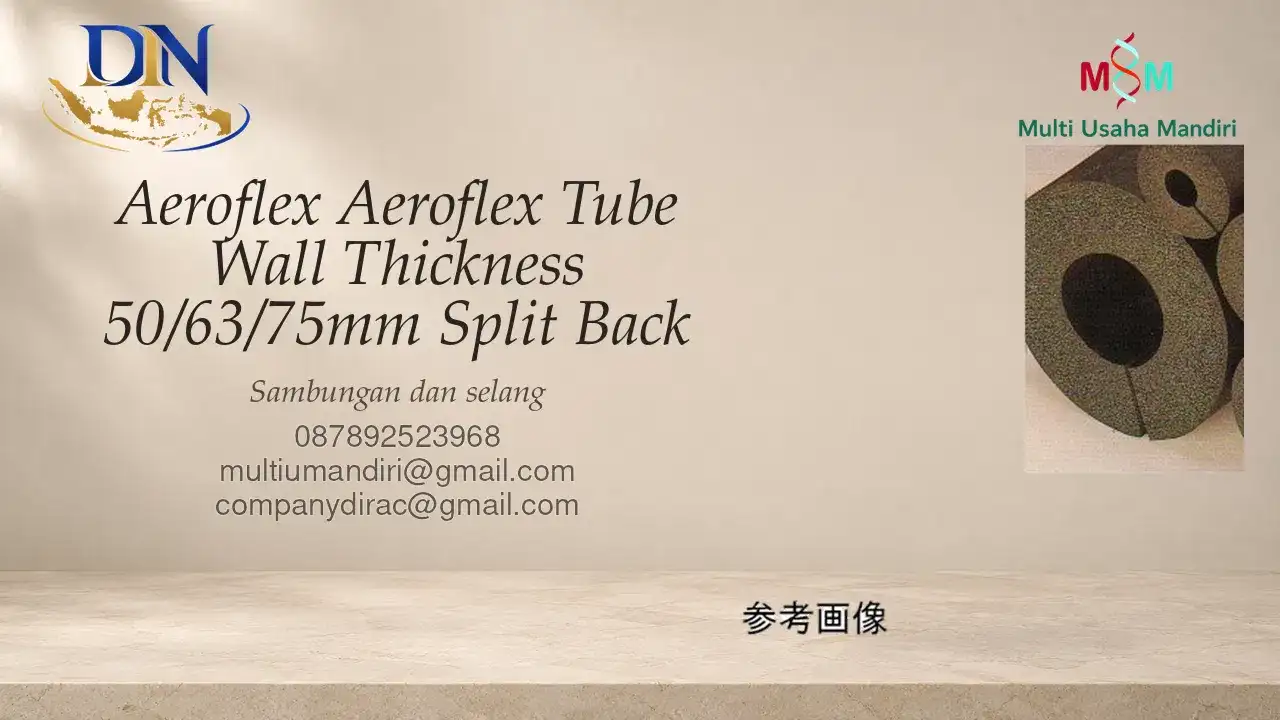 DN
M M
Multi Usaha Mandiri
Aeroflex Aeroflex Tube
Wall Thickness
50/63/75mm Split Back
Sambungan dan selang
087892523968
multiumandiri@gmail.com
companydirac@gmail.com
参考画像